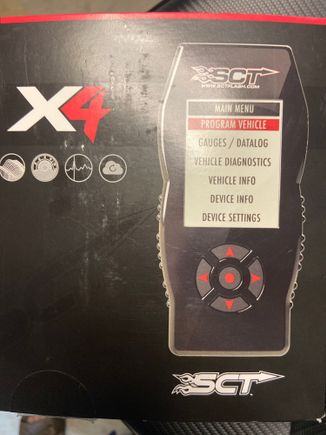 X4
SCT
WWW.SCTFLASH.COM
MAIN MENU
PROGRAM VEHICLE
GAUGES / DATALOG
VEHICLE DIAGNOSTICS
VEHICLE INFO
DEVICE INFO
DEVICE SETTINGS
SCT